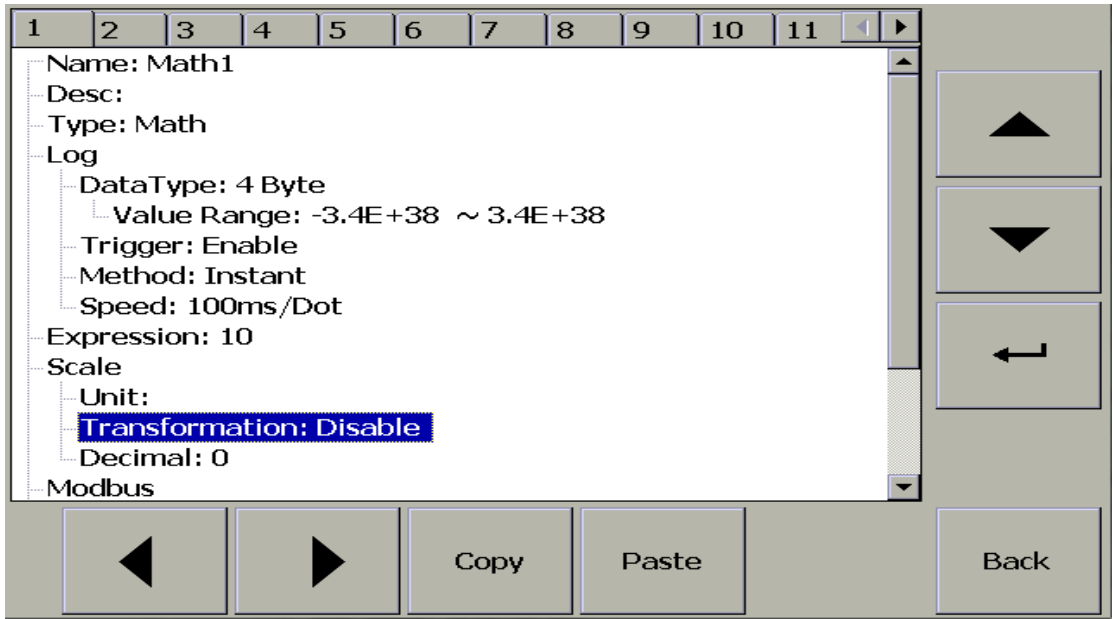 1 2 3 4 5 6 7 8 9 10 11
Name: Math1
Desc:
Type: Math
Log
DataType: 4 Byte
Value Range: -3.4E+38 ~ 3.4E+38
Trigger: Enable
Method: Instant
Speed: 100ms/Dot
Expression: 10
Scale
Unit:
Transformation: Disable
Decimal: 0
Modbus
Copy Paste Back